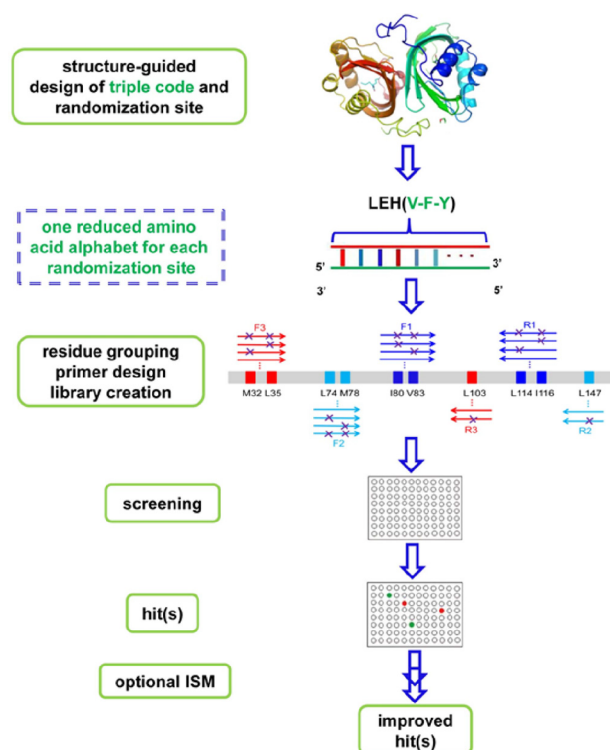 structure-guided
design of triple code and
randomization site
LEH(V-F-Y)
one reduced amino
acid alphabet for each
randomization site
5’ 3’
3’ 5’
residue grouping
primer design
library creation
F3 F1 R1
M32 L35 L74 M78 I80 V83 L103 L114 I116 L147
F2 R3 R2
screening
hit(s)
optional ISM
improved
hit(s)